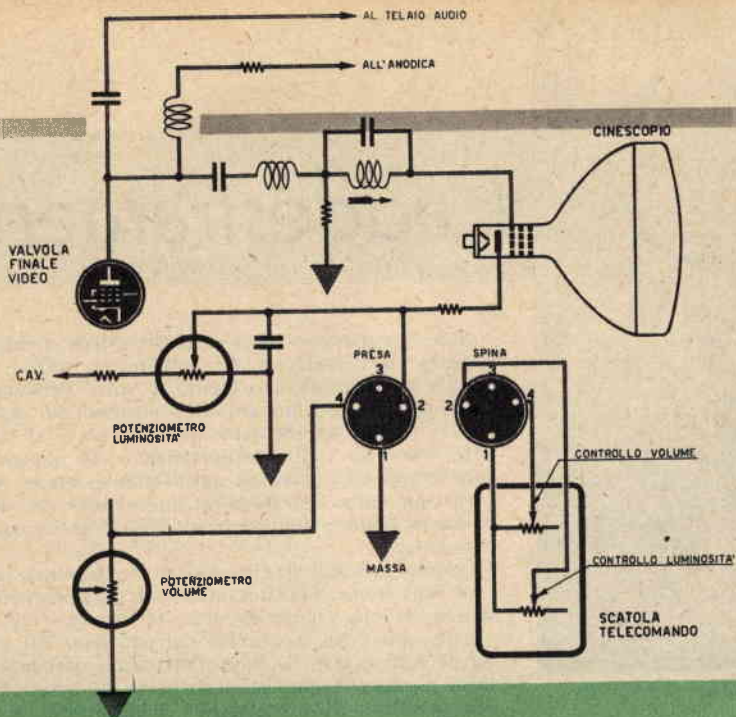 AL TELAIO AUDIO
ALL'ANODICA
CINESCOPIO
VALVOLA
FINALE
VIDEO
C.A.V.
POTENZIOMETRO
LUMINOSITA'
PRESA
3
4
2
1
MASSA
SPINA
3
2
4
1
CONTROLLO VOLUME
CONTROLLO LUMINOSITA'
SCATOLA
TELECOMANDO
POTENZIOMETRO
VOLUME